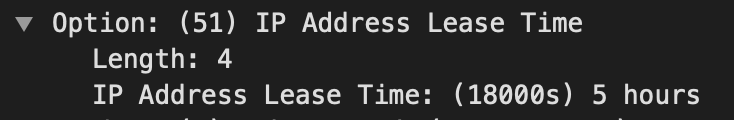 Option: (51) IP Address Lease Time
Length: 4
IP Address Lease Time: (18000s) 5 hours